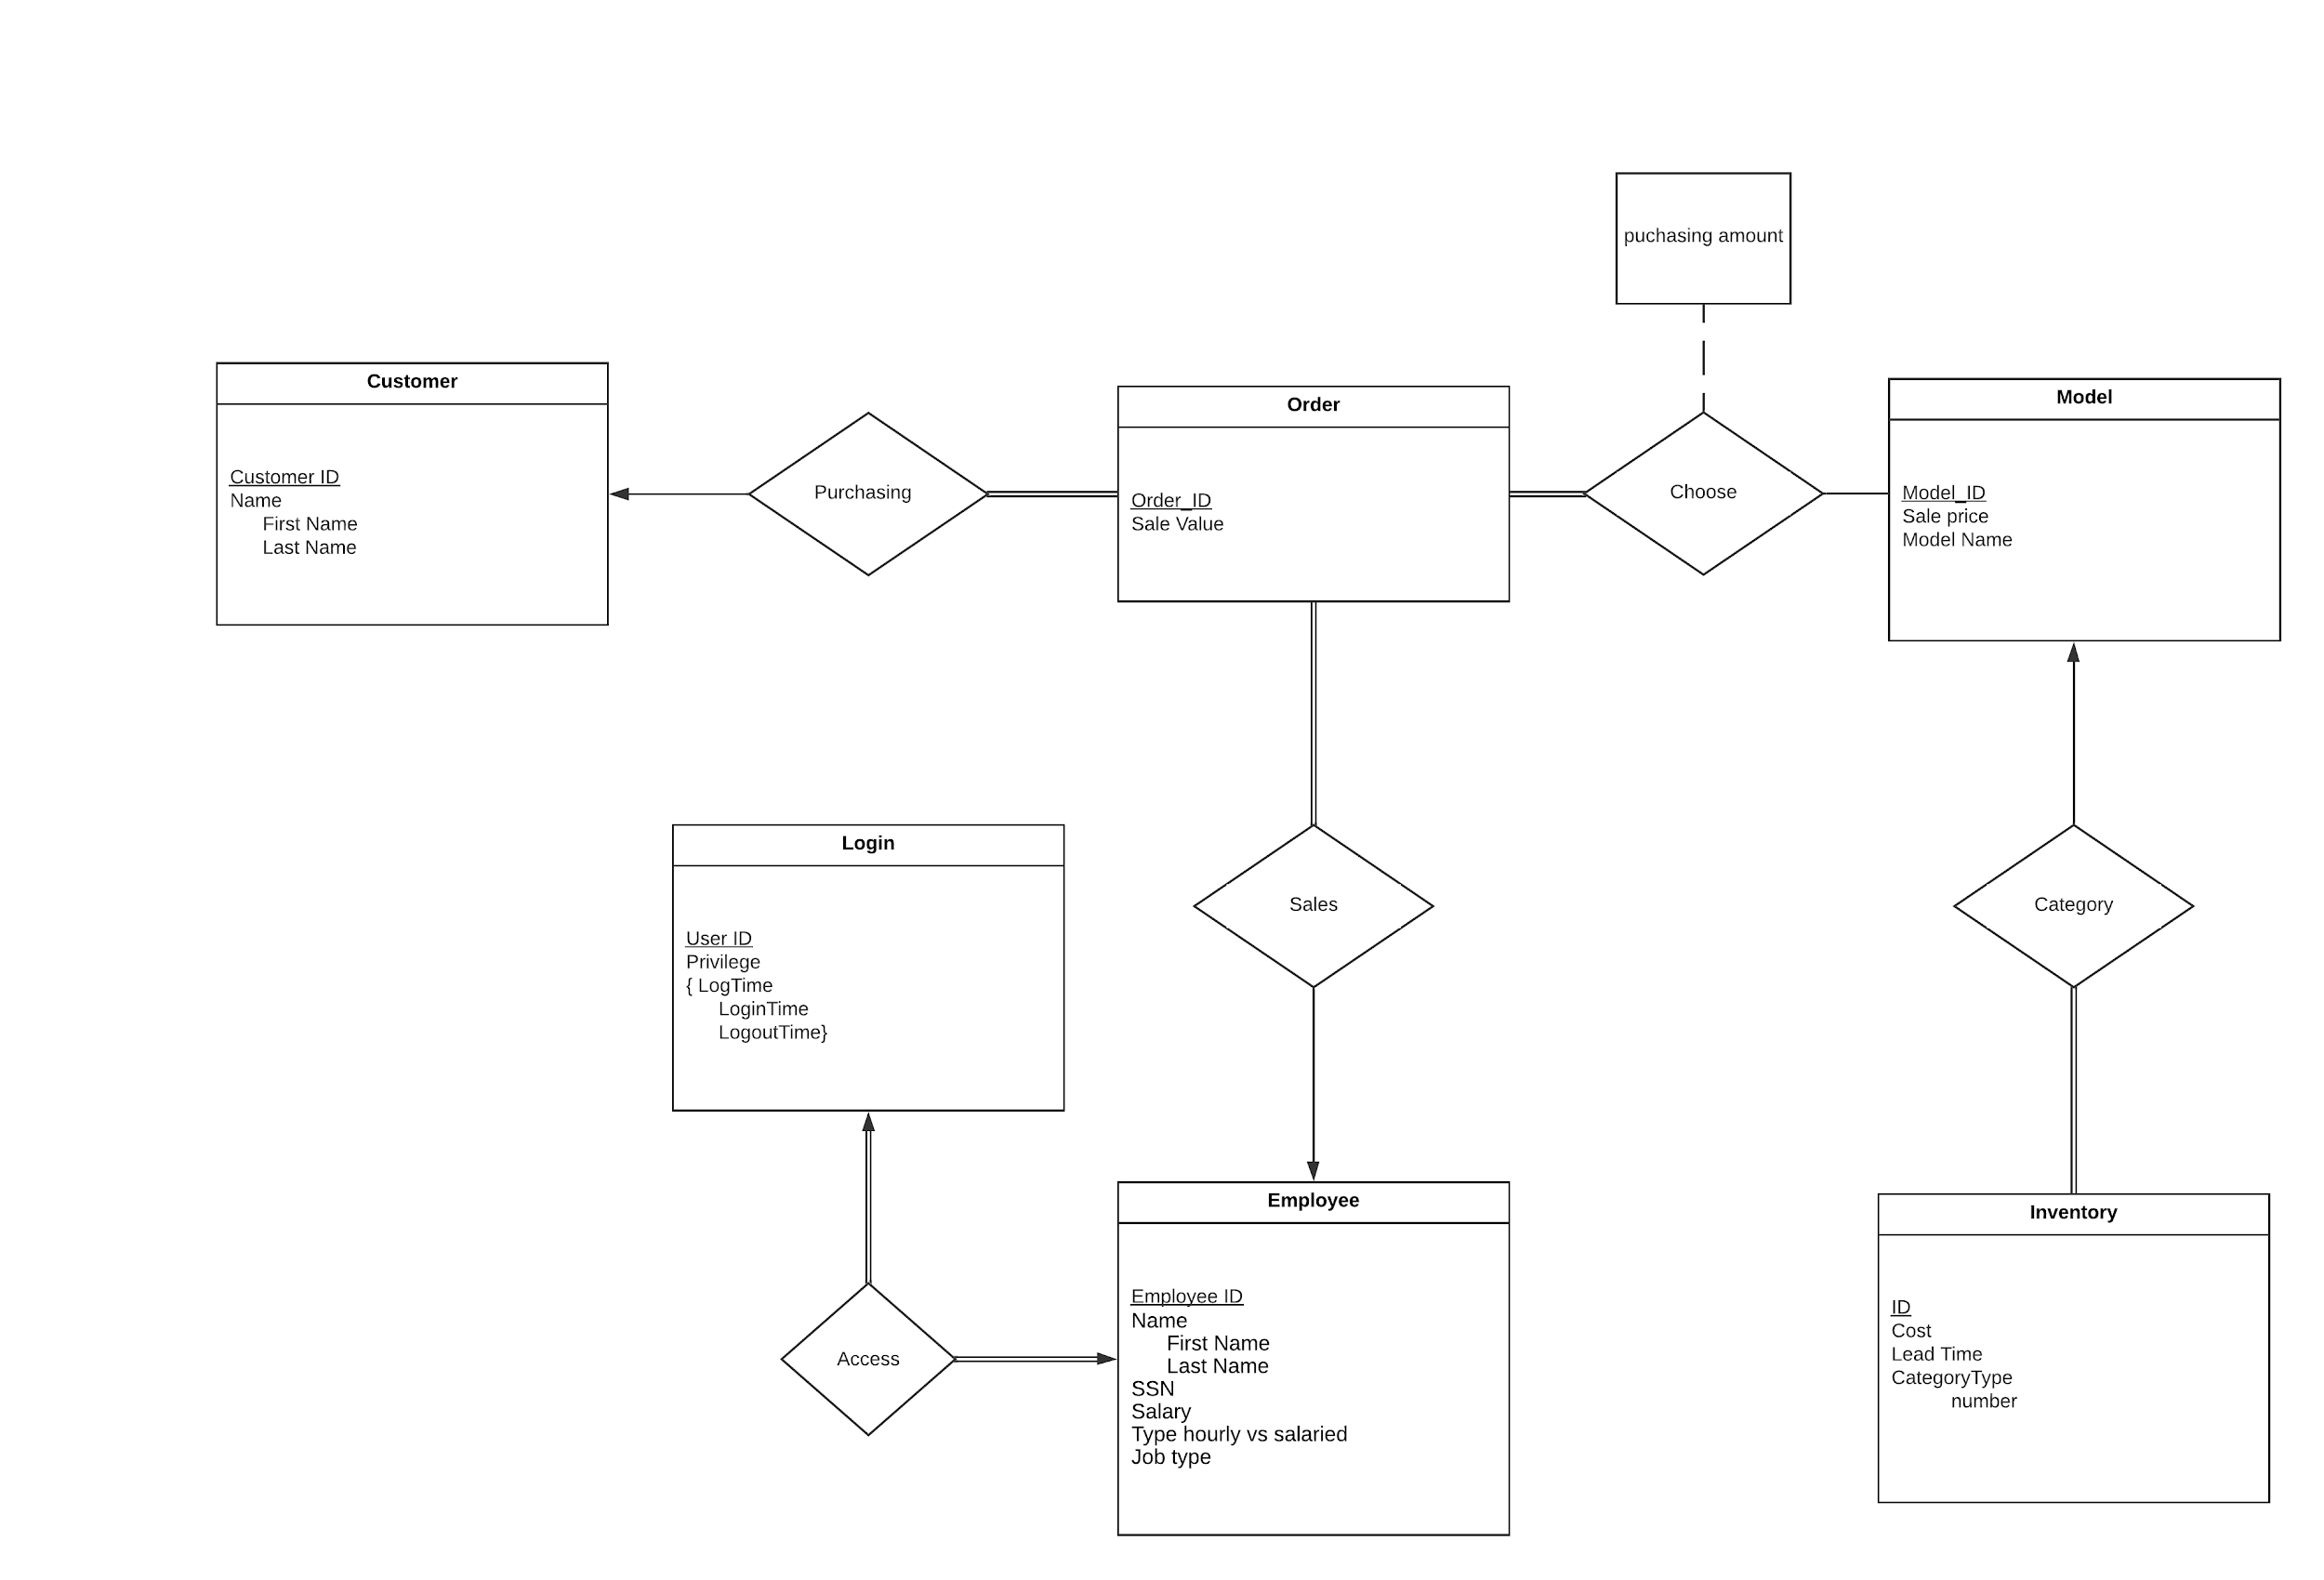 puchasing amount
Customer
Customer ID
Name
First Name
Last Name
Purchasing
Order
Order_ID
Sale Value
Choose
Model
Model_ID
Sale price
Model Name
Login
User ID
Privilege
{ LogTime
LoginTime
LogoutTime}
Sales
Category
Access
Employee
Employee ID
Name
First Name
Last Name
SSN
Salary
Type hourly vs salaried
Job type
Inventory
ID
Cost
Lead Time
CategoryType
number